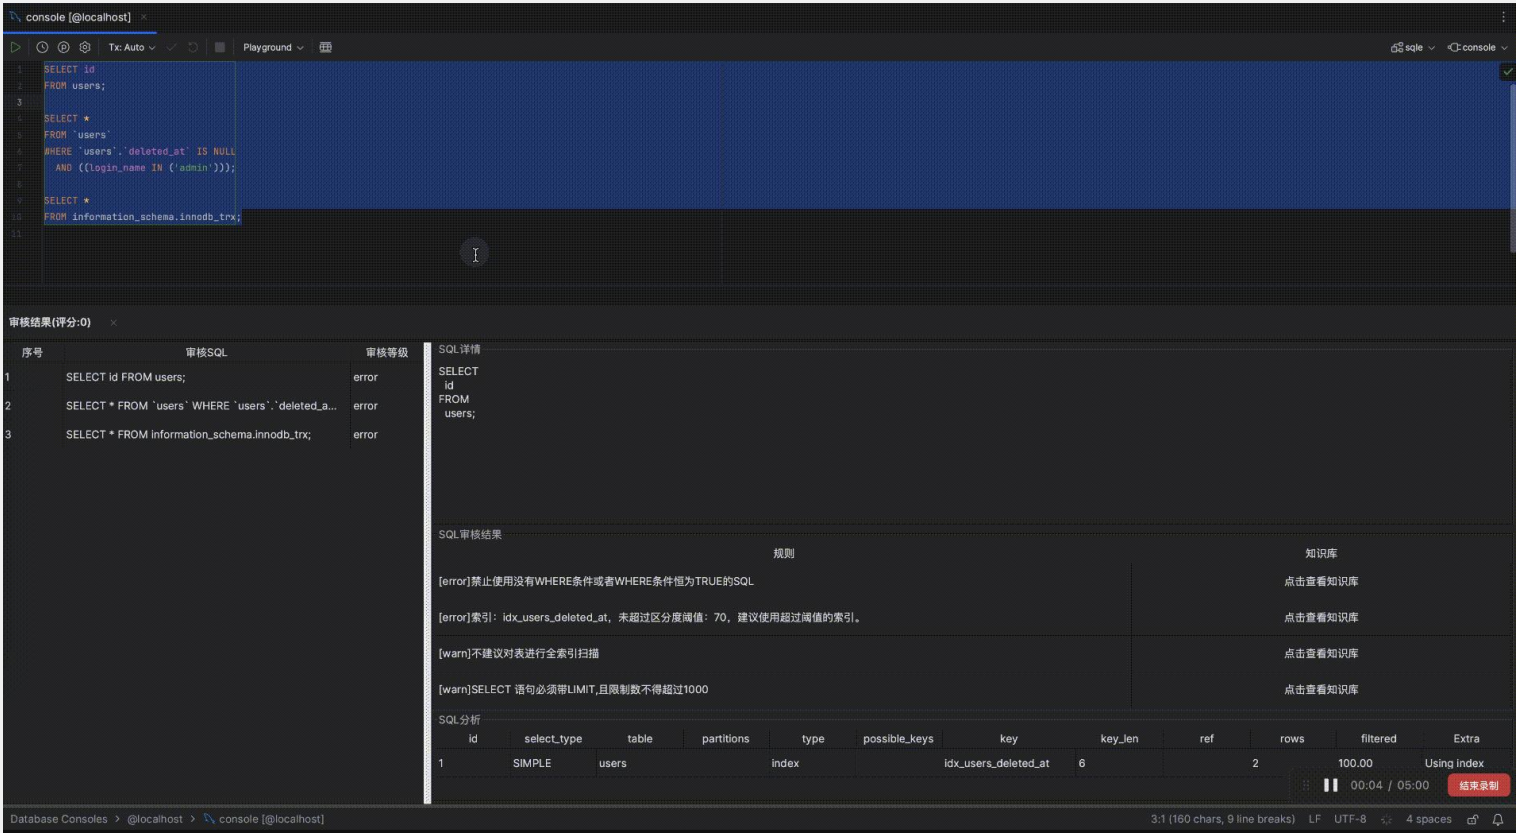 console [@localhost] ×
Tx: Auto Playground sqle console
1 SELECT id
2 FROM users;
3
4 SELECT *
5 FROM `users`
6 WHERE `users`.`deleted_at` IS NULL
7 AND ((login_name IN ('admin')));
8
9 SELECT *
10 FROM information_schema.innodb_trx;
11
审核结果(评分:0) ×
序号 审核SQL 审核等级
1 SELECT id FROM users; error
2 SELECT * FROM `users` WHERE `users`.`deleted_a... error
3 SELECT * FROM information_schema.innodb_trx; error
SQL详情
SELECT
id
FROM
users;
SQL审核结果
规则 知识库
[error]禁止使用没有WHERE条件或者WHERE条件恒为TRUE的SQL 点击查看知识库
[error]索引：idx_users_deleted_at，未超过区分度阈值：70，建议使用超过阈值的索引。 点击查看知识库
[warn]不建议对表进行全索引扫描 点击查看知识库
[warn]SELECT 语句必须带LIMIT,且限制数不得超过1000 点击查看知识库
SQL分析
id select_type table partitions type possible_keys key key_len ref rows filtered Extra
1 SIMPLE users index idx_users_deleted_at 6 2 100.00 Using index
00:04 / 05:00 结束录制
Database Consoles > @localhost > console [@localhost] 3:1 (160 chars, 9 line breaks) LF UTF-8 4 spaces